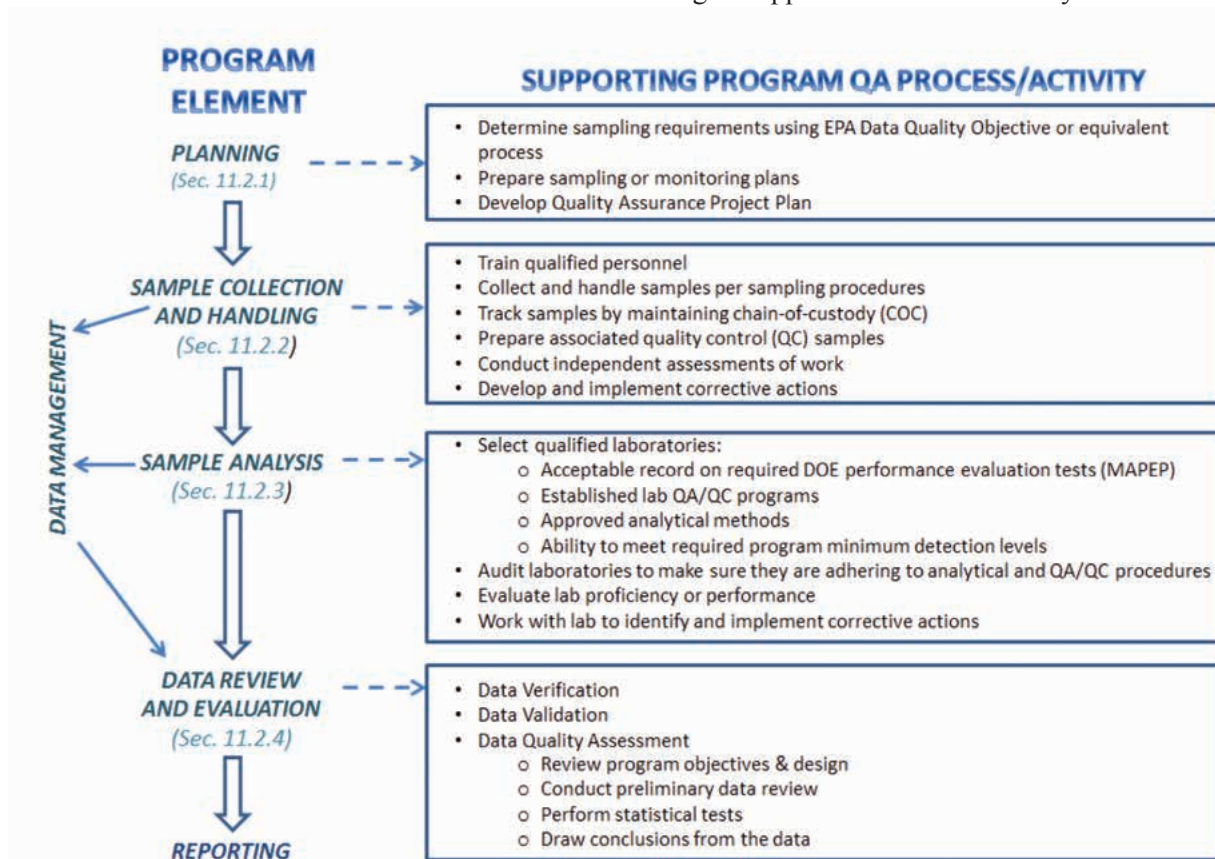 PROGRAM
ELEMENT
SUPPORTING PROGRAM QA PROCESS/ACTIVITY
PLANNING
(Sec. 11.2.1)
• Determine sampling requirements using EPA Data Quality Objective or equivalent
process
• Prepare sampling or monitoring plans
• Develop Quality Assurance Project Plan
SAMPLE COLLECTION
AND HANDLING
(Sec. 11.2.2)
• Train qualified personnel
• Collect and handle samples per sampling procedures
• Track samples by maintaining chain-of-custody (COC)
• Prepare associated quality control (QC) samples
• Conduct independent assessments of work
• Develop and implement corrective actions
DATA MANAGEMENT
SAMPLE ANALYSIS
(Sec. 11.2.3)
• Select qualified laboratories:
o Acceptable record on required DOE performance evaluation tests (MAPEP)
o Established lab QA/QC programs
o Approved analytical methods
o Ability to meet required program minimum detection levels
• Audit laboratories to make sure they are adhering to analytical and QA/QC procedures
• Evaluate lab proficiency or performance
• Work with lab to identify and implement corrective actions
DATA REVIEW
AND EVALUATION
(Sec. 11.2.4)
• Data Verification
• Data Validation
• Data Quality Assessment
o Review program objectives & design
o Conduct preliminary data review
o Perform statistical tests
o Draw conclusions from the data
REPORTING